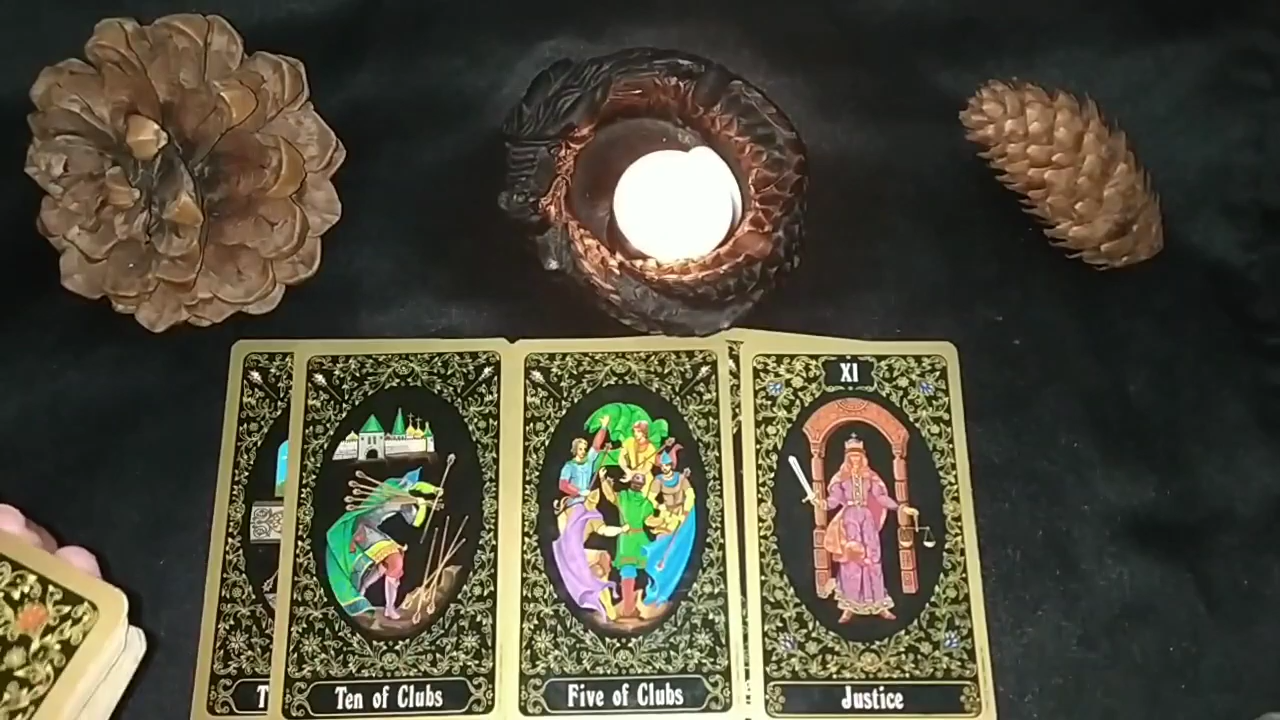 XI
T
Ten of Clubs
Five of Clubs
Justice